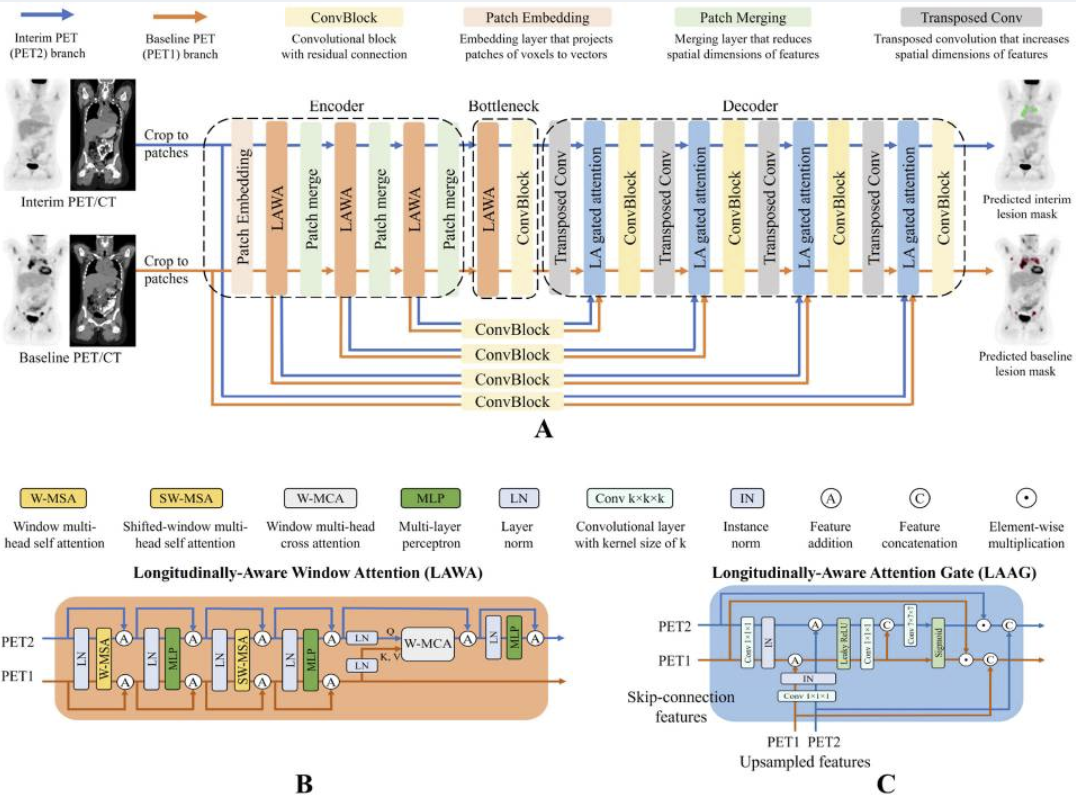 Interim PET
(PET2) branch
Baseline PET
(PET1) branch
ConvBlock
Convolutional block
with residual connection
Patch Embedding
Embedding layer that projects
patches of voxels to vectors
Patch Merging
Merging layer that reduces
spatial dimensions of features
Transposed Conv
Transposed convolution that increases
spatial dimensions of features
Encoder
Bottleneck
Decoder
Crop to
patches
Interim PET/CT
Crop to
patches
Baseline PET/CT
Patch Embedding
LAWA
Patch merge
LAWA
Patch merge
LAWA
Patch merge
LAWA
ConvBlock
Transposed Conv
LA gated attention
ConvBlock
Transposed Conv
LA gated attention
ConvBlock
Transposed Conv
LA gated attention
ConvBlock
Transposed Conv
LA gated attention
ConvBlock
Predicted interim
lesion mask
Predicted baseline
lesion mask
ConvBlock
ConvBlock
ConvBlock
ConvBlock
A
W-MSA
Window multi-
head self attention
SW-MSA
Shifted-window multi-
head self attention
W-MCA
Window multi-head
cross attention
MLP
Multi-layer
perceptron
LN
Layer
norm
Conv k×k×k
Convolutional layer
with kernel size of k
IN
Instance
norm
A
Feature
addition
C
Feature
concatenation
Element-wise
multiplication
Longitudinally-Aware Window Attention (LAWA)
PET2
PET1
LN
W-MSA
A
A
LN
MLP
A
A
LN
SW-MSA
A
A
LN
MLP
A
A
LN
Q
K, V
LN
W-MCA
A
LN
MLP
A
B
Longitudinally-Aware Attention Gate (LAAG)
PET2
PET1
Conv 1×1×1
IN
A
A
IN
Conv 1×1×1
Leaky ReLU
Conv 1×1×1
C
Conv 7×7×7
Sigmoid
C
C
Skip-connection
features
PET1 PET2
Upsampled features
C